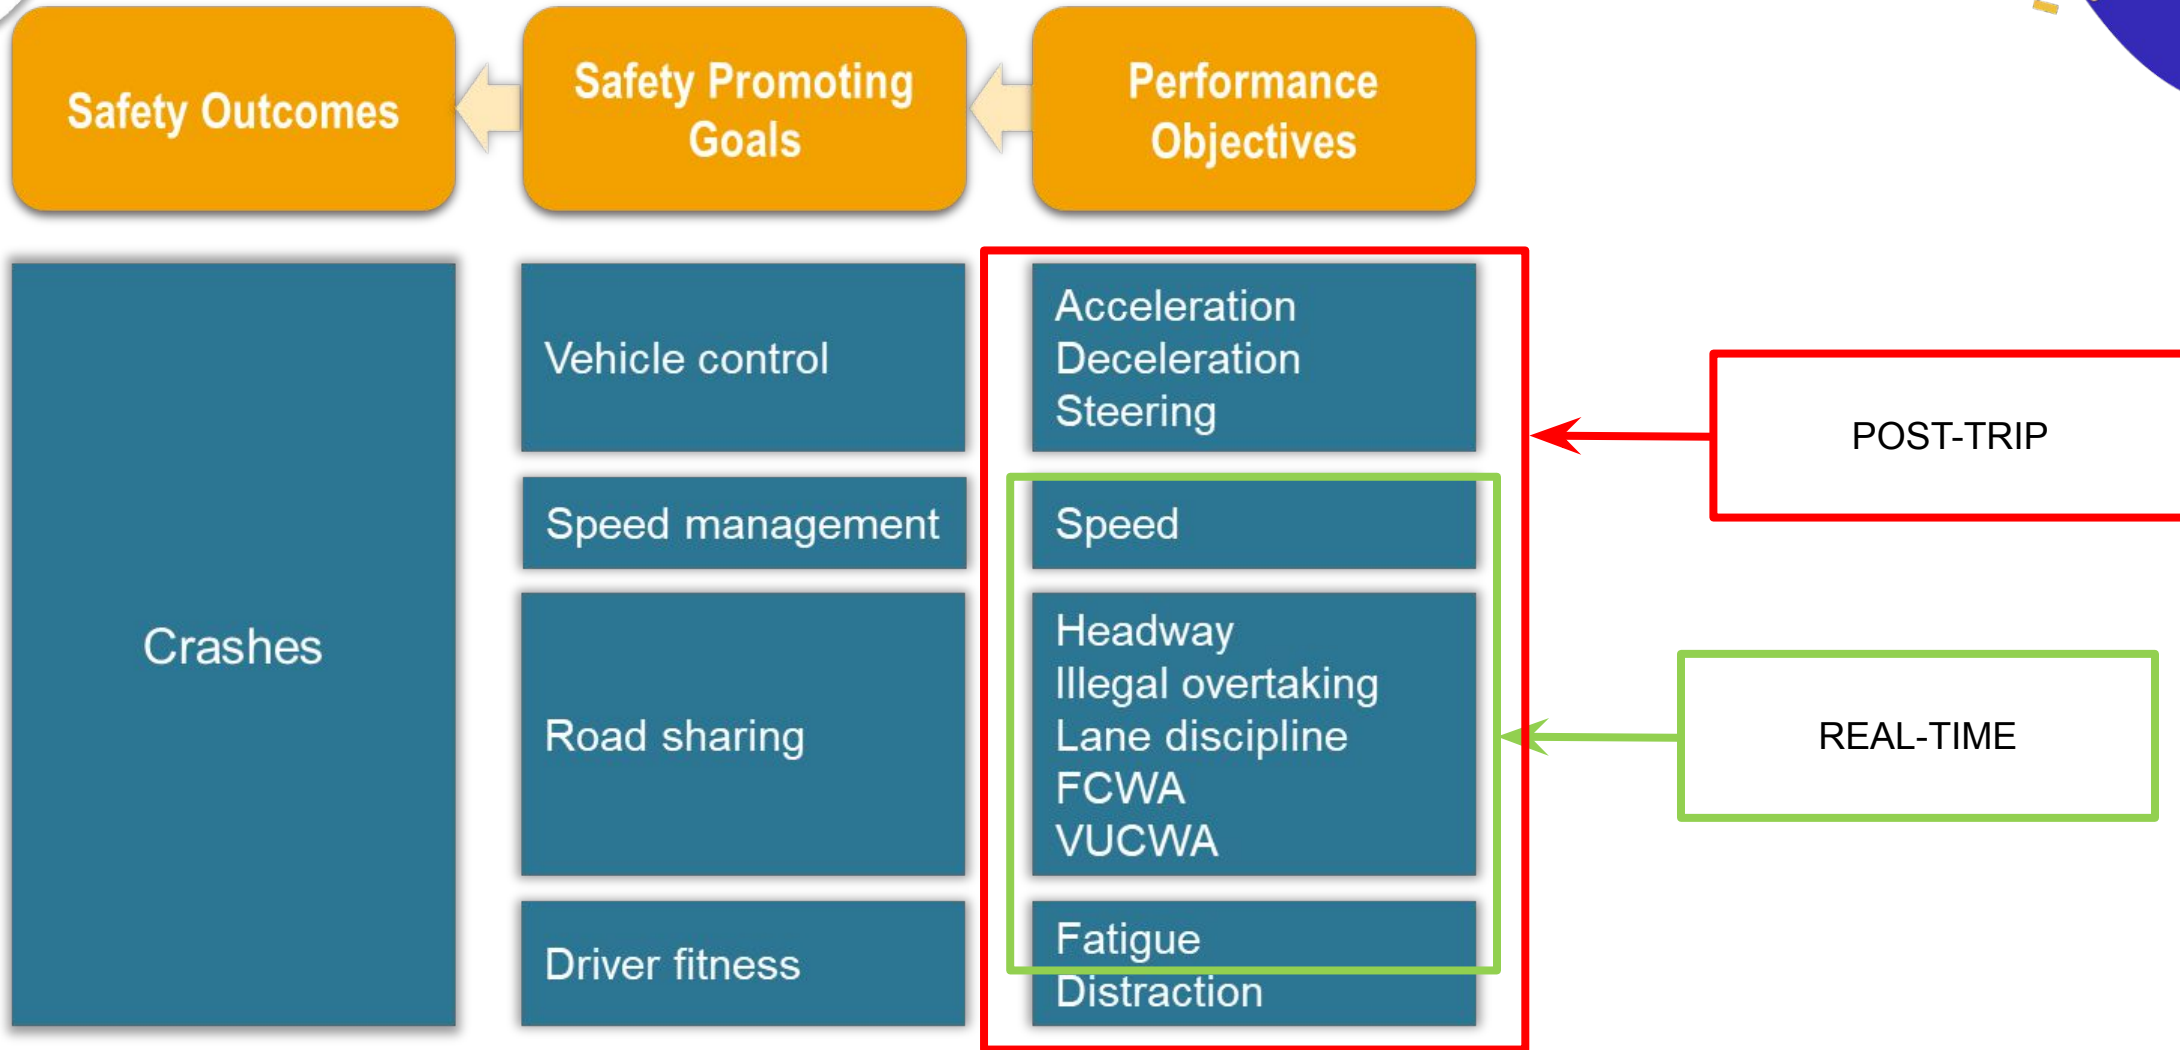 Safety Outcomes
Safety Promoting
Goals
Performance
Objectives
Crashes
Vehicle control
Acceleration
Deceleration
Steering
POST-TRIP
Speed management
Speed
Road sharing
Headway
Illegal overtaking
Lane discipline
FCWA
VUCWA
REAL-TIME
Driver fitness
Fatigue
Distraction